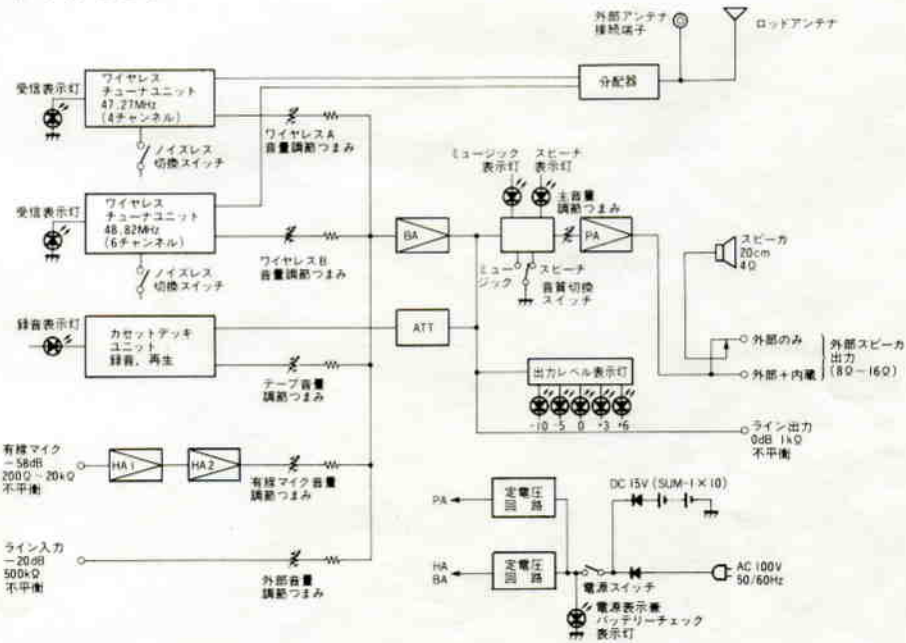 外部アンテナ
接続端子
ロッドアンテナ
分配器
受信表示灯
ワイヤレス
チューナユニット
47.27MHz
(4チャンネル)
ワイヤレスA
音量調節つまみ
ノイズレス
切換スイッチ
受信表示灯
ワイヤレス
チューナユニット
48.82MHz
(6チャンネル)
ワイヤレスB
音量調節つまみ
ノイズレス
切換スイッチ
ミュージック
表示灯
スピーチ
表示灯
主音量
調節つまみ
BA
PA
ミュー
ジック
スピーチ
音質切換
スイッチ
スピーカ
20cm
4Ω
録音表示灯
カセットデッキ
ユニット
録音、再生
テープ音量
調節つまみ
ATT
出力レベル表示灯
-10 -5 0 +3 +6
外部のみ
外部+内蔵
外部スピーカ
出力
(8Ω~16Ω)
ライン出力
0dB 1kΩ
不平衡
有線マイク
-58dB
200Ω~20kΩ
不平衡
HA1
HA2
有線マイク音量
調節つまみ
ライン入力
-20dB
500kΩ
不平衡
外部音量
調節つまみ
PA
定電圧
回路
DC 15V (SUM-1×10)
HA
BA
定電圧
回路
電源スイッチ
AC 100V
50/60Hz
電源表示兼
バッテリーチェック
表示灯